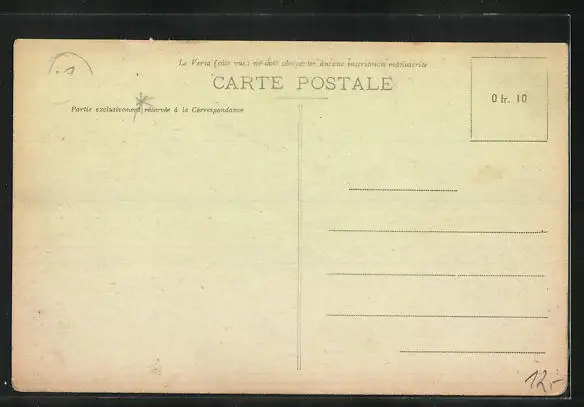 Le Verso (côté vue) ne doit comporter aucune inscription manuscrite
CARTE POSTALE
0 fr. 10
Partie exclusivement réservée à la Correspondance
12,-